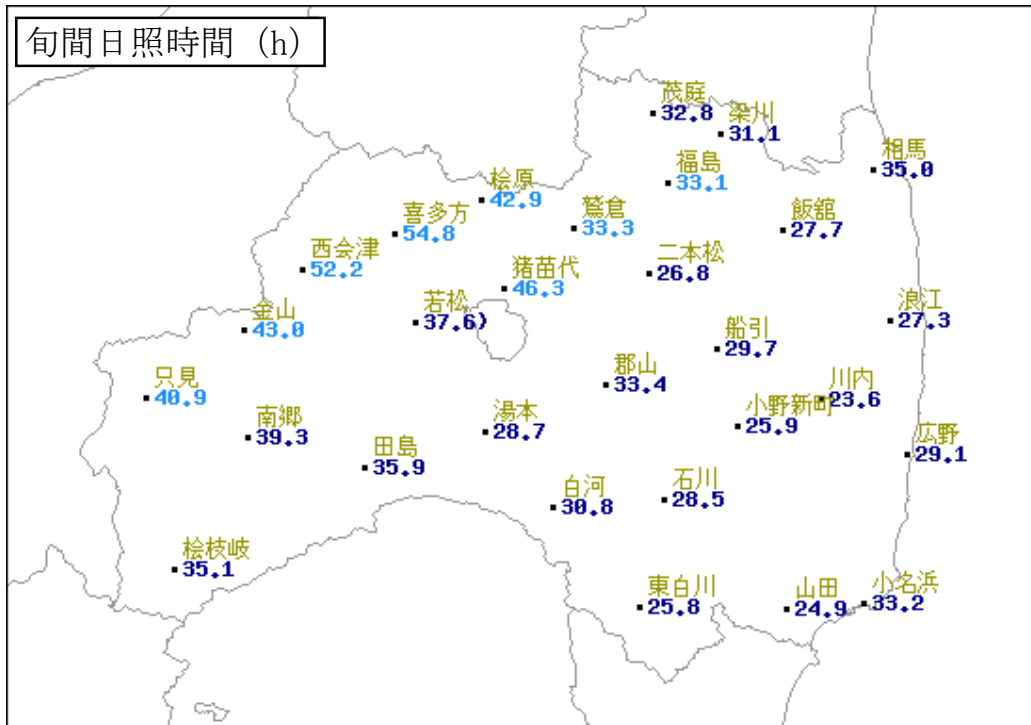 旬間日照時間 (h)
茂庭
32.8
梁川
31.1
相馬
35.0
福島
33.1
桧原
42.9
鷲倉
33.3
飯舘
27.7
喜多方
54.8
西会津
52.2
二本松
26.8
猪苗代
46.3
金山
43.0
若松
37.6)
浪江
27.3
船引
29.7
郡山
33.4
只見
40.9
川内
23.6
南郷
39.3
湯本
28.7
小野新町
25.9
田島
35.9
広野
29.1
白河
30.8
石川
28.5
桧枝岐
35.1
東白川
25.8
山田
24.9
小名浜
33.2